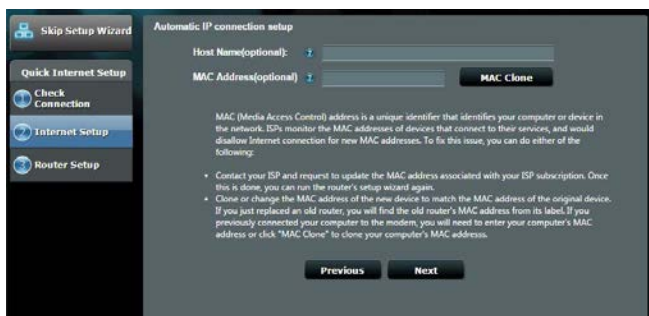 Skip Setup Wizard
Quick Internet Setup
1 Check
Connection
2 Internet Setup
3 Router Setup
Automatic IP connection setup
Host Name(optional): ?
MAC Address(optional) ? MAC Clone
MAC (Media Access Control) address is a unique identifier that identifies your computer or device in
the network. ISPs monitor the MAC addresses of devices that connect to their services, and would
disallow Internet connection for new MAC addresses. To fix this issue, you can do either of the
following:
• Contact your ISP and request to update the MAC address associated with your ISP subscription. Once
this is done, you can run the router's setup wizard again.
• Clone or change the MAC address of the new device to match the MAC address of the original device.
If you just replaced an old router, you will find the old router's MAC address from its label. If you
previously connected your computer to the modem, you will need to enter your computer's MAC
address or click "MAC Clone" to clone your computer's MAC addresss.
Previous Next